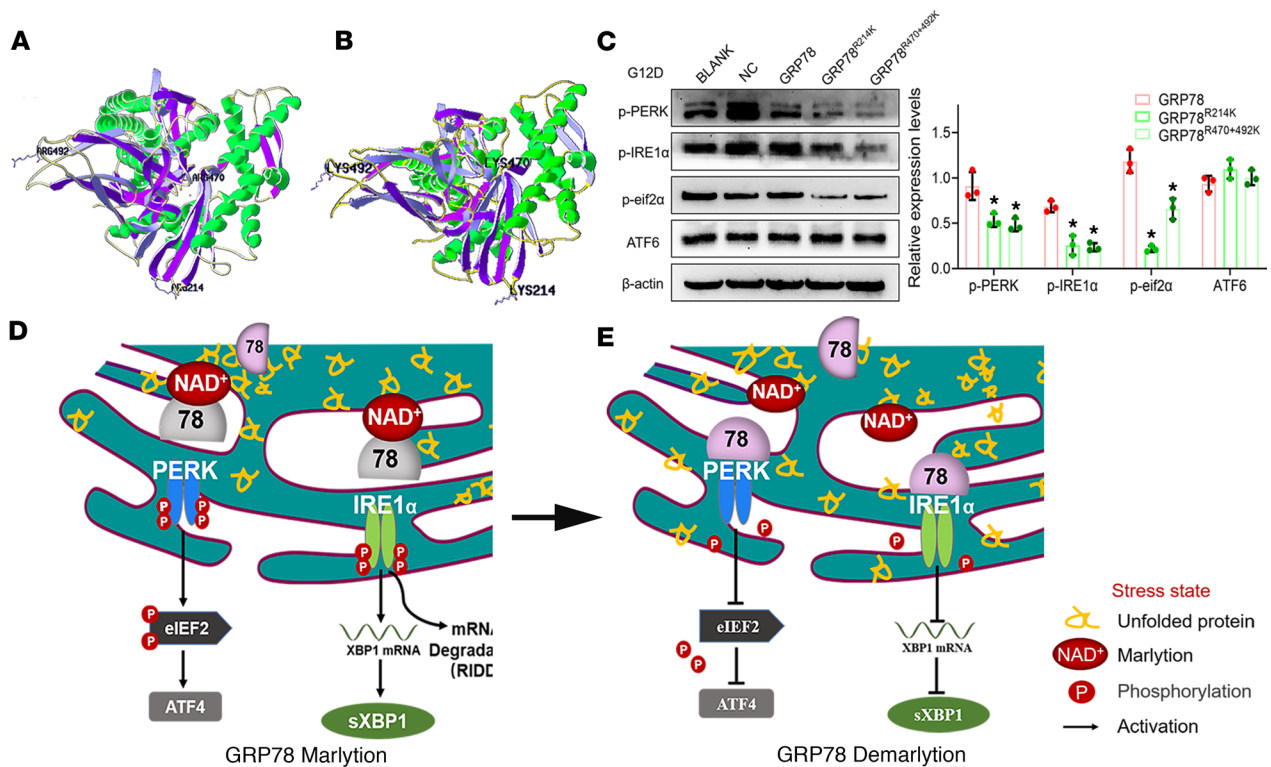 A
ARG492
ARG470
ARG214
B
LYS492
LYS470
LYS214
C
G12D
BLANK
NC
GRP78
GRP78R214K
GRP78R470+492K
p-PERK
p-IRE1α
p-eif2α
ATF6
β-actin
Relative expression levels
1.5
1.0
0.5
0.0
GRP78
GRP78R214K
GRP78R470+492K
* * * * * *
p-PERK p-IRE1α p-eif2α ATF6
D
78
NAD+
78
NAD+
78
PERK
P P
P P
IRE1α
P P
P P
P
P
eIEF2
XBP1 mRNA
mRNA
Degrada
(RIDD
ATF4
sXBP1
GRP78 Marlytion
E
78
NAD+
NAD+
78
PERK
78
IRE1α
P
P
P
P
eIEF2
XBP1 mRNA
P
P
ATF4
sXBP1
GRP78 Demarlytion
Stress state
Unfolded protein
NAD+ Marlytion
P Phosphorylation
Activation